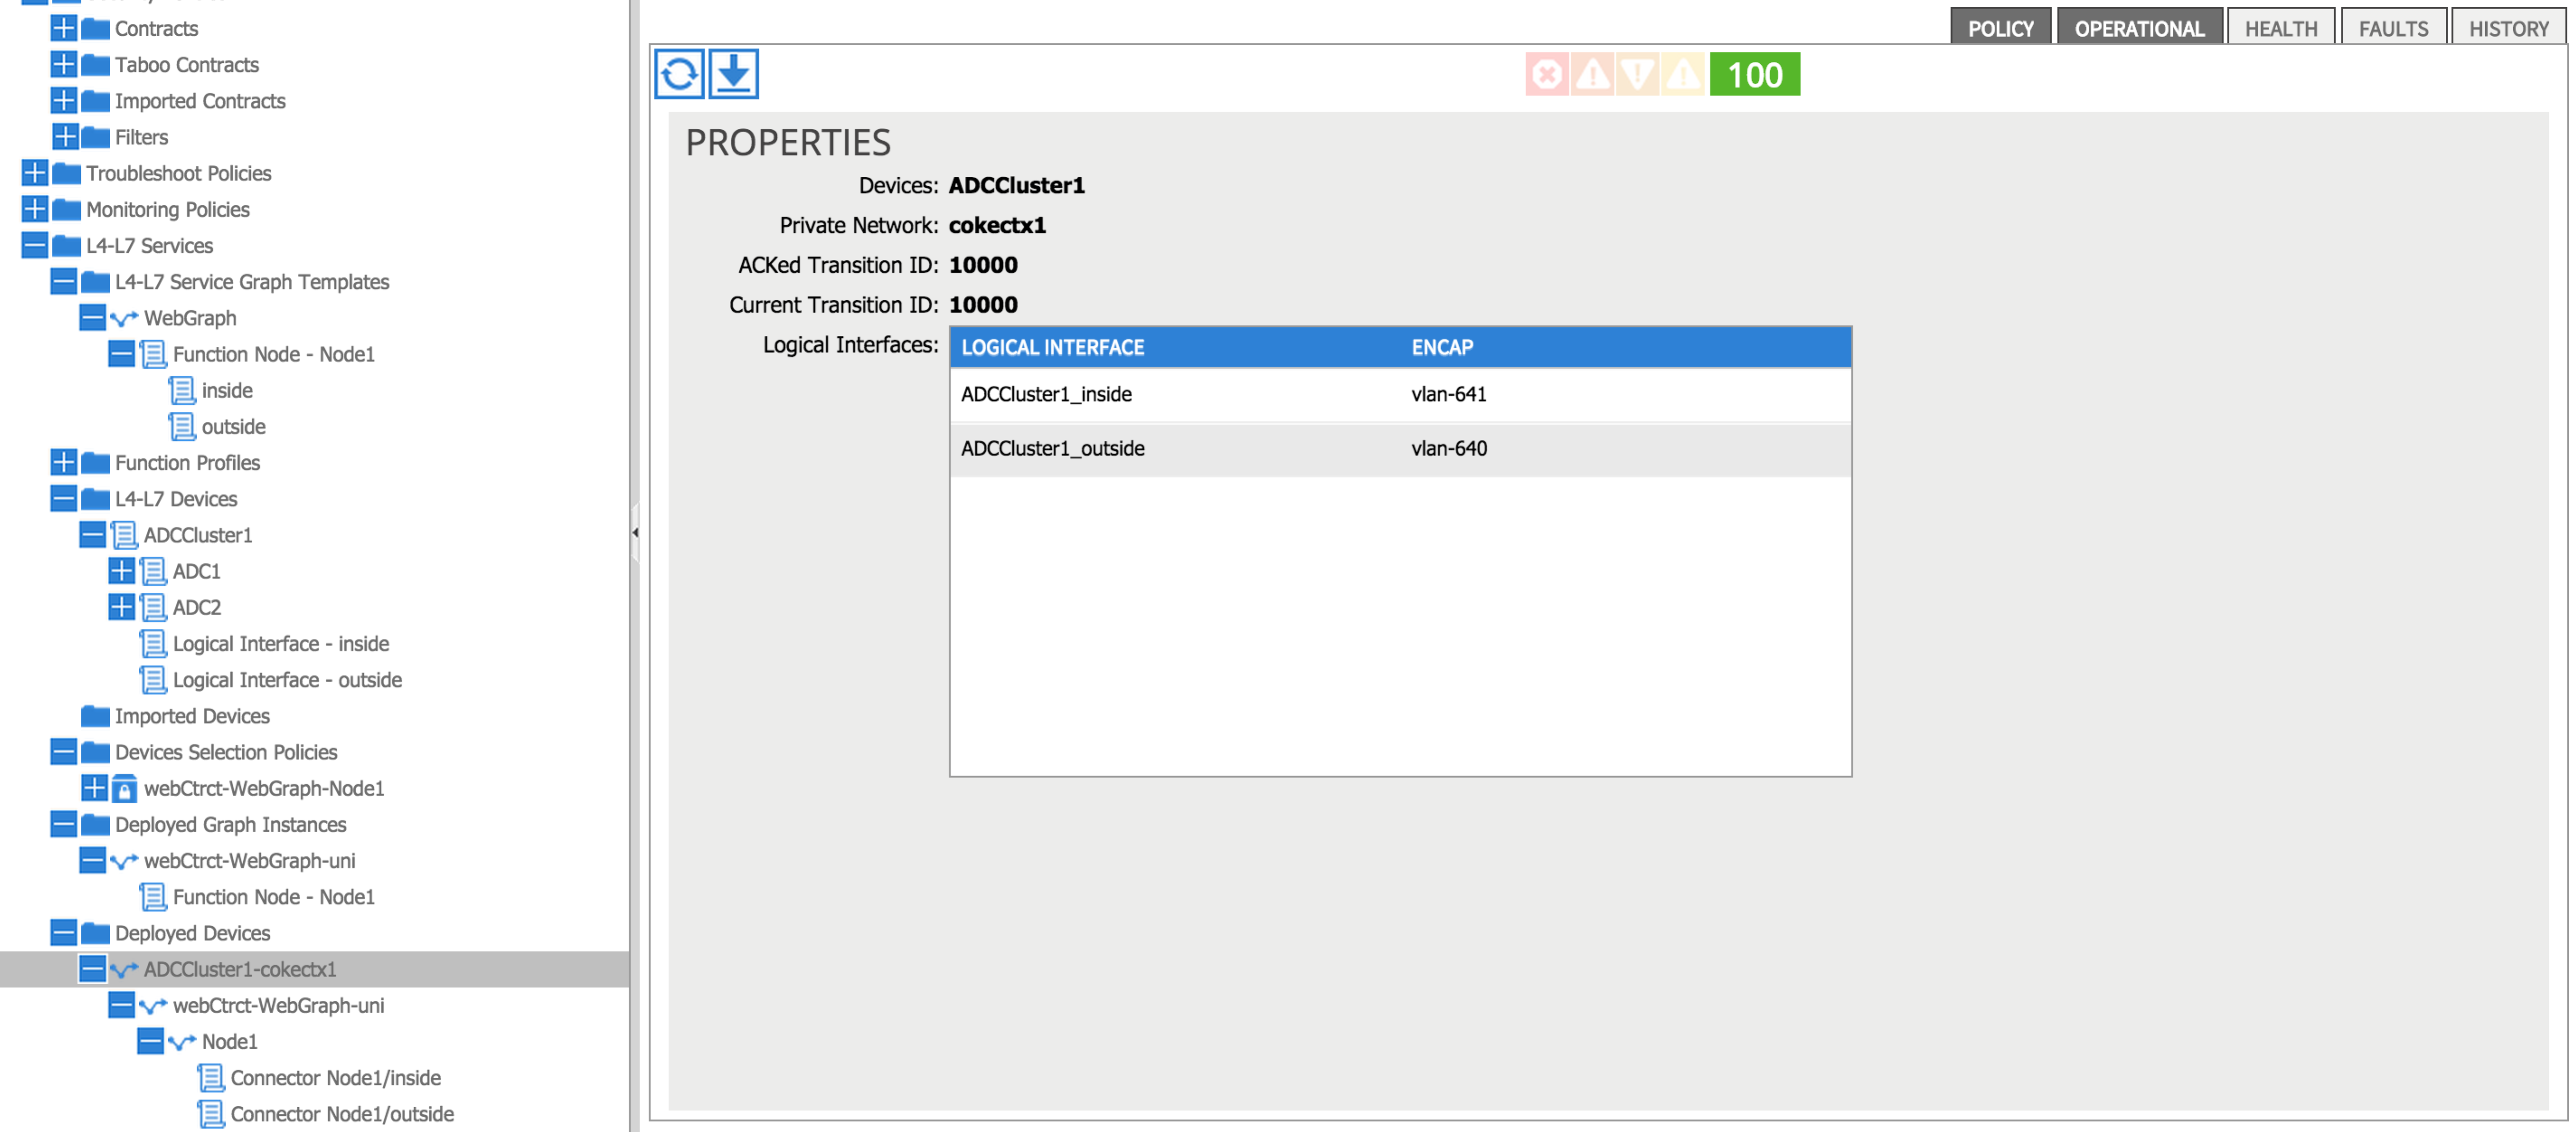 Contracts
Taboo Contracts
Imported Contracts
Filters
Troubleshoot Policies
Monitoring Policies
L4-L7 Services
L4-L7 Service Graph Templates
WebGraph
Function Node - Node1
inside
outside
Function Profiles
L4-L7 Devices
ADCCluster1
ADC1
ADC2
Logical Interface - inside
Logical Interface - outside
Imported Devices
Devices Selection Policies
webCtrct-WebGraph-Node1
Deployed Graph Instances
webCtrct-WebGraph-uni
Function Node - Node1
Deployed Devices
ADCCluster1-cokectx1
webCtrct-WebGraph-uni
Node1
Connector Node1/inside
Connector Node1/outside
POLICY OPERATIONAL HEALTH FAULTS HISTORY
100
PROPERTIES
Devices: ADCCluster1
Private Network: cokectx1
ACKed Transition ID: 10000
Current Transition ID: 10000
Logical Interfaces: LOGICAL INTERFACE ENCAP
ADCCluster1_inside vlan-641
ADCCluster1_outside vlan-640